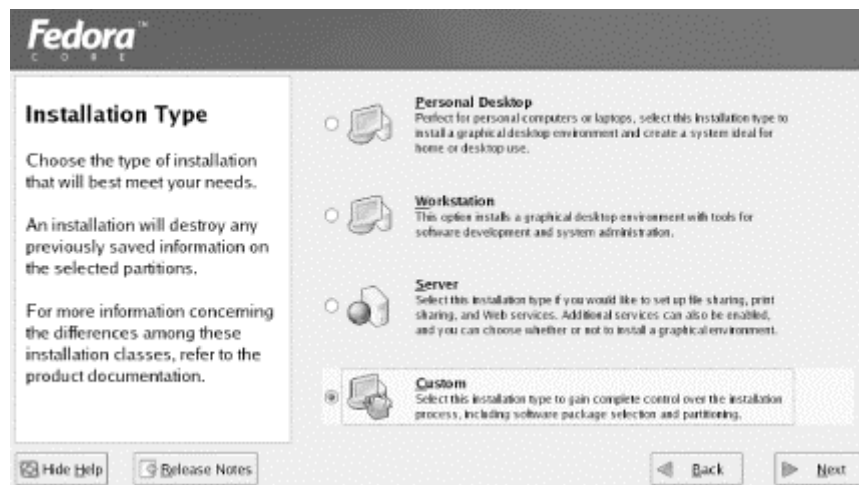 Fedora™
CORE
Installation Type
Choose the type of installation
that will best meet your needs.
An installation will destroy any
previously saved information on
the selected partitions.
For more information concerning
the differences among these
installation classes, refer to the
product documentation.
Personal Desktop
Perfect for personal computers or laptops, select this installation type to
install a graphical desktop environment and create a system ideal for
home or desktop use.
Workstation
This option installs a graphical desktop environment with tools for
software development and system administration.
Server
Select this installation type if you would like to set up file sharing, print
sharing, and Web services. Additional services can also be enabled,
and you can choose whether or not to install a graphical environment.
Custom
Select this installation type to gain complete control over the installation
process, including software package selection and partitioning.
Hide Help
Release Notes
Back
Next